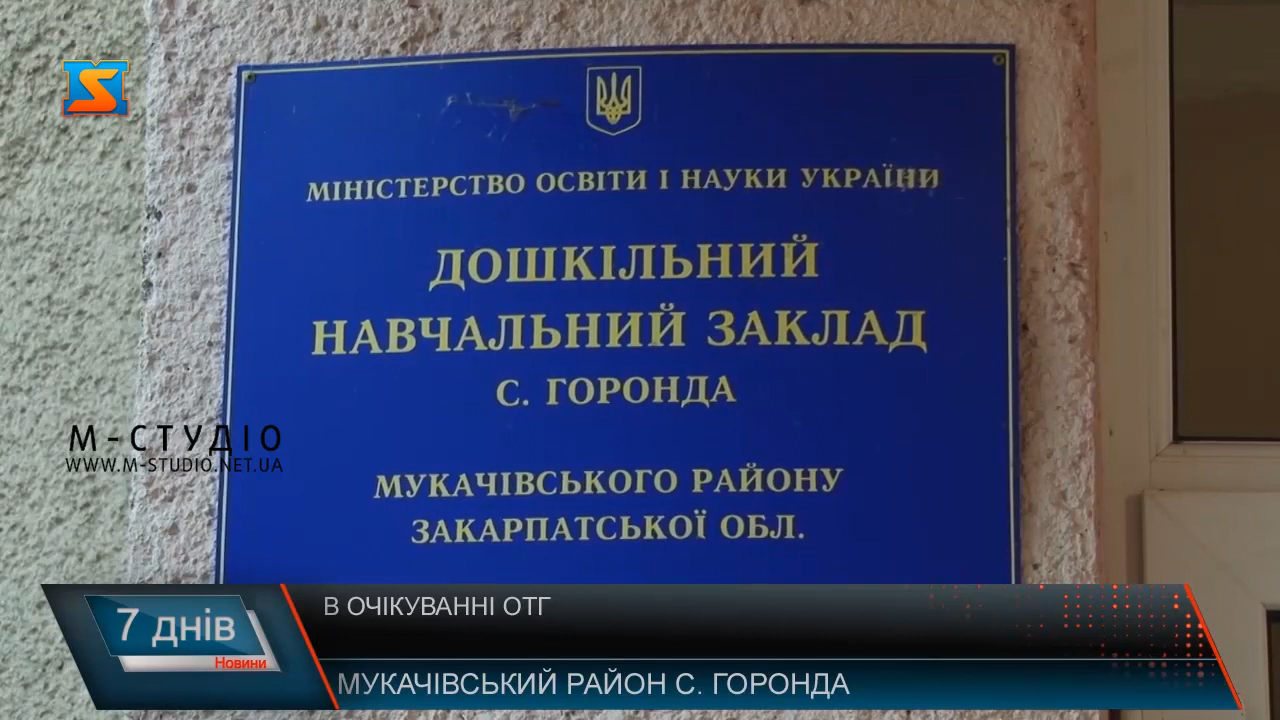 МІНІСТЕРСТВО ОСВІТИ І НАУКИ УКРАЇНИ
ДОШКІЛЬНИЙ
НАВЧАЛЬНИЙ ЗАКЛАД
С. ГОРОНДА
МУКАЧІВСЬКОГО РАЙОНУ
ЗАКАРПАТСЬКОЇ ОБЛ.
М-СТУДІО
WWW.M-STUDIO.NET.UA
7 днів
Новини
В ОЧІКУВАННІ ОТГ
МУКАЧІВСЬКИЙ РАЙОН С. ГОРОНДА